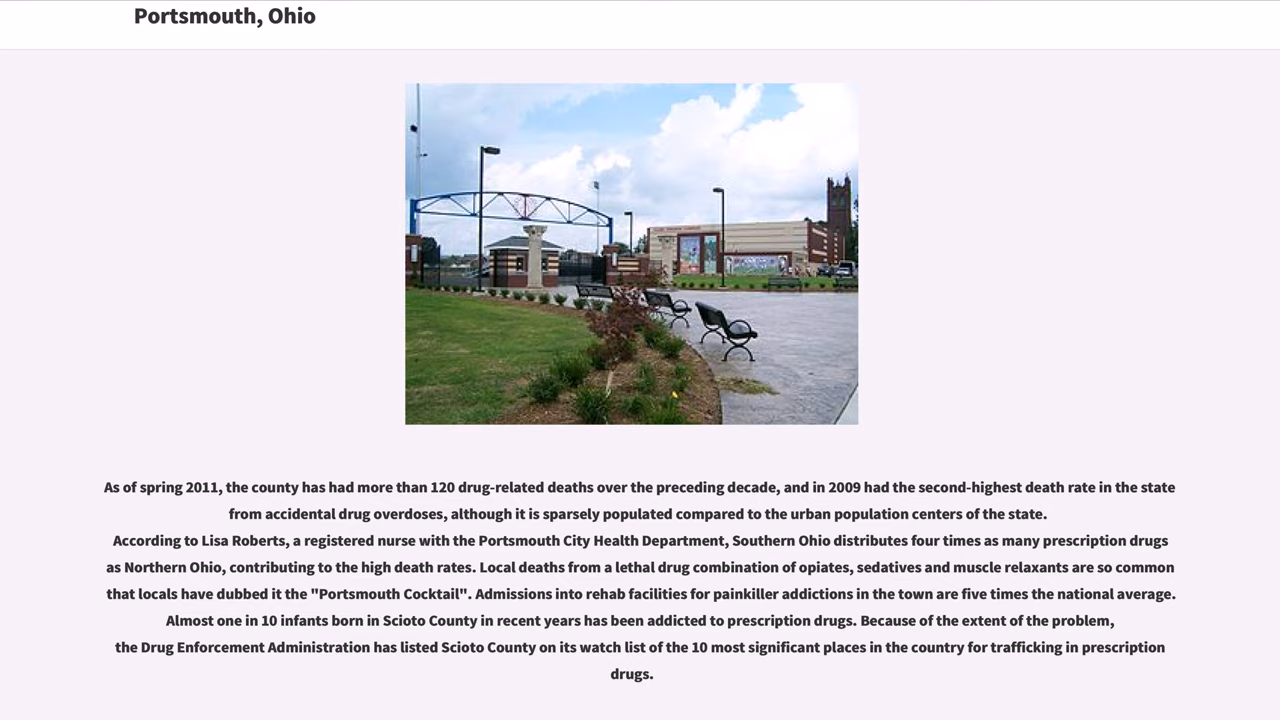 Portsmouth, Ohio
As of spring 2011, the county has had more than 120 drug-related deaths over the preceding decade, and in 2009 had the second-highest death rate in the state
from accidental drug overdoses, although it is sparsely populated compared to the urban population centers of the state.
According to Lisa Roberts, a registered nurse with the Portsmouth City Health Department, Southern Ohio distributes four times as many prescription drugs
as Northern Ohio, contributing to the high death rates. Local deaths from a lethal drug combination of opiates, sedatives and muscle relaxants are so common
that locals have dubbed it the "Portsmouth Cocktail". Admissions into rehab facilities for painkiller addictions in the town are five times the national average.
Almost one in 10 infants born in Scioto County in recent years has been addicted to prescription drugs. Because of the extent of the problem,
the Drug Enforcement Administration has listed Scioto County on its watch list of the 10 most significant places in the country for trafficking in prescription
drugs.